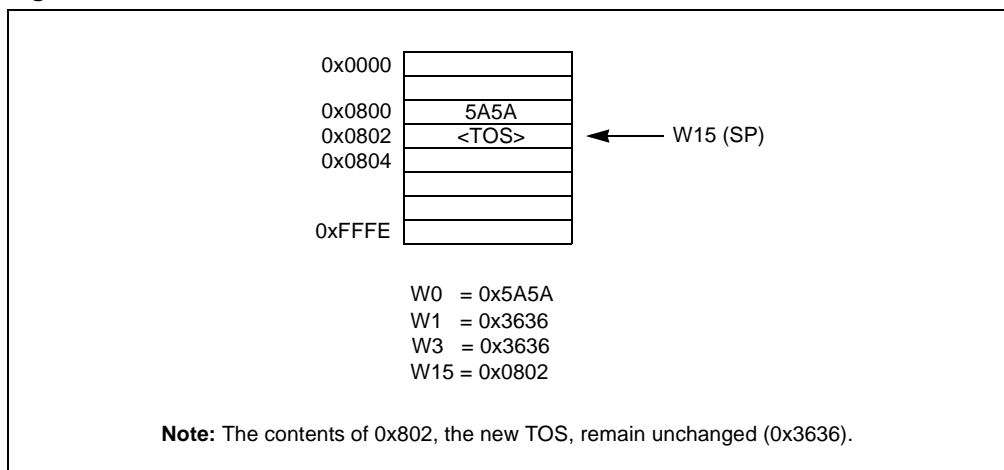 0x0000
0x0800 5A5A
0x0802 <TOS> W15 (SP)
0x0804
0xFFFE
W0 = 0x5A5A
W1 = 0x3636
W3 = 0x3636
W15 = 0x0802
Note: The contents of 0x802, the new TOS, remain unchanged (0x3636).